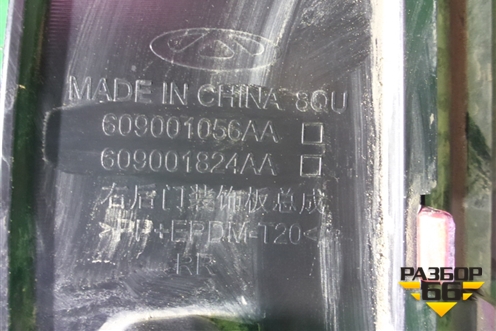 MADE IN CHINA 8QU
609001056AA
609001824AA
右后门装饰板总成
>PP+EPDM-T20<
RR
РАЗБОР
66